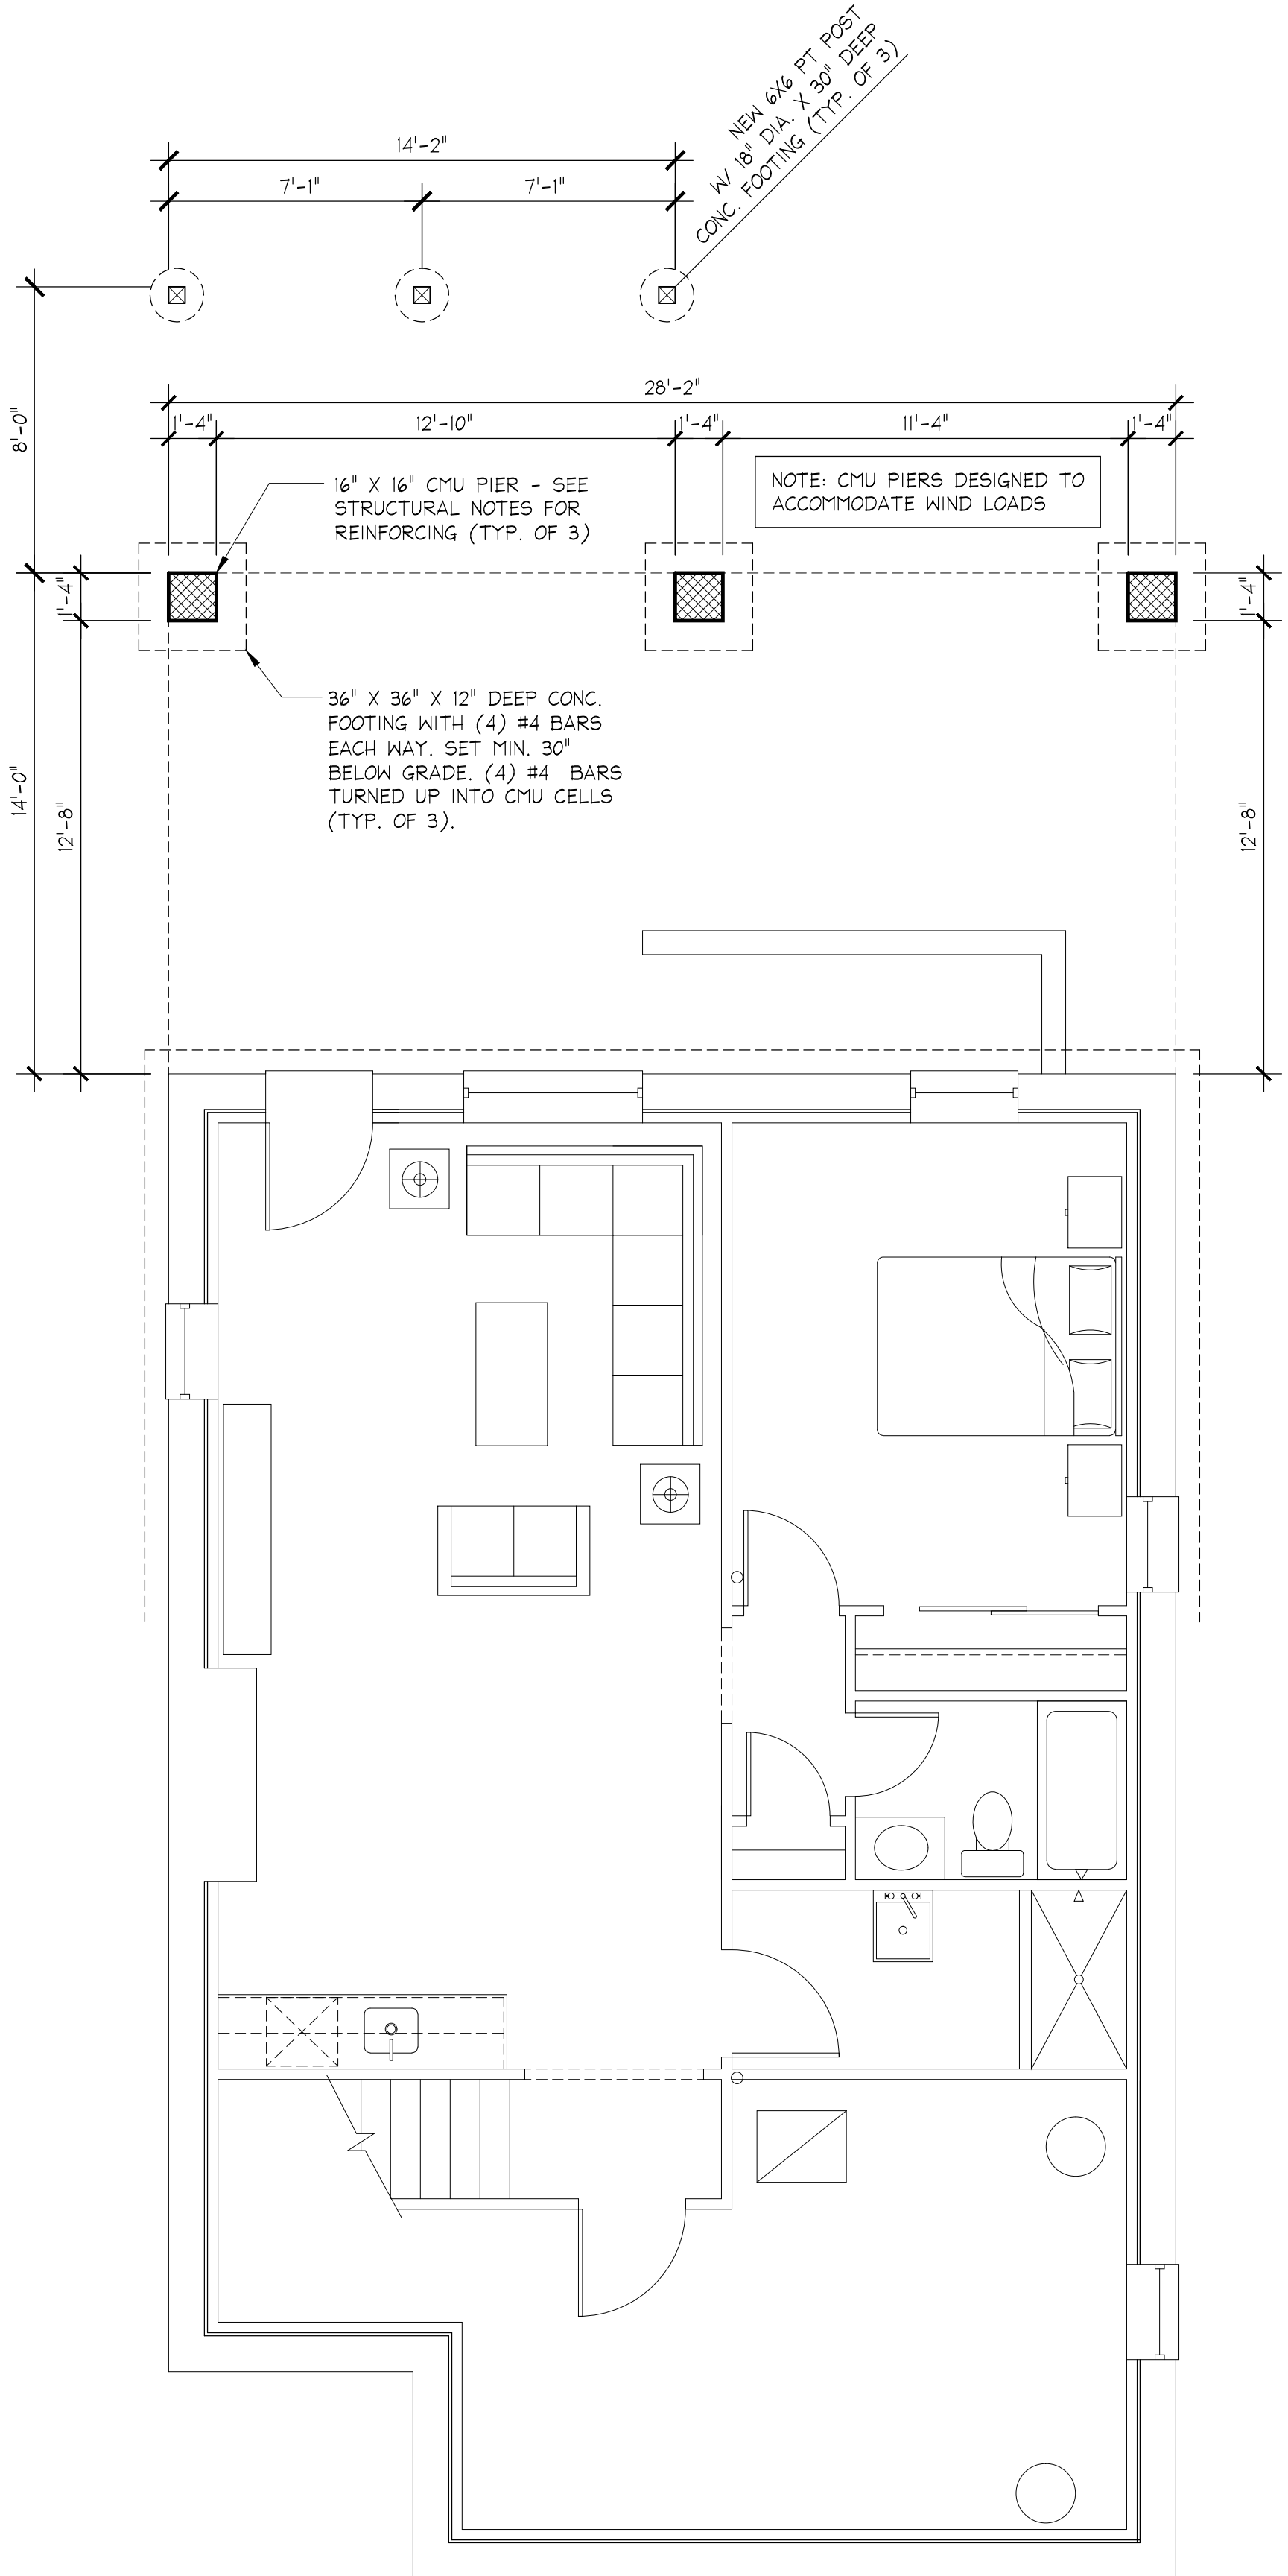 NEW 6X6 PT POST
W/ 18" DIA. X 30" DEEP
CONC. FOOTING (TYP. OF 3)
14'-2"
7'-1"
7'-1"
8'-0"
28'-2"
1'-4"
12'-10"
1'-4"
11'-4"
1'-4"
NOTE: CMU PIERS DESIGNED TO
ACCOMMODATE WIND LOADS
16" X 16" CMU PIER - SEE
STRUCTURAL NOTES FOR
REINFORCING (TYP. OF 3)
1'-4"
1'-4"
36" X 36" X 12" DEEP CONC.
FOOTING WITH (4) #4 BARS
EACH WAY. SET MIN. 30"
BELOW GRADE. (4) #4 BARS
TURNED UP INTO CMU CELLS
(TYP. OF 3).
14'-0"
12'-8"
12'-8"